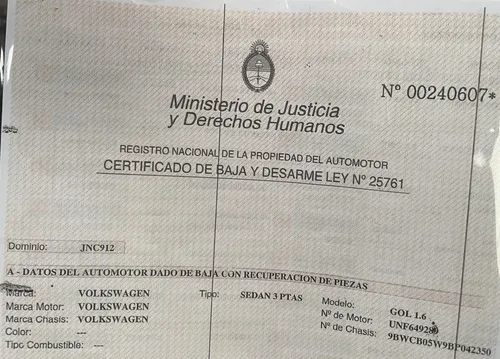 Nº 00240607*
Ministerio de Justicia
y Derechos Humanos
REGISTRO NACIONAL DE LA PROPIEDAD DEL AUTOMOTOR
CERTIFICADO DE BAJA Y DESARME LEY Nº 25761
Dominio: JNC912
A - DATOS DEL AUTOMOTOR DADO DE BAJA CON RECUPERACION DE PIEZAS
Marca: VOLKSWAGEN Tipo: SEDAN 3 PTAS Modelo: GOL 1.6
Marca Motor: VOLKSWAGEN Nº de Motor:
Marca Chasis: VOLKSWAGEN Nº de Chasis: 9BWCB05W9BP042350
Color: ---
Tipo Combustible: ---